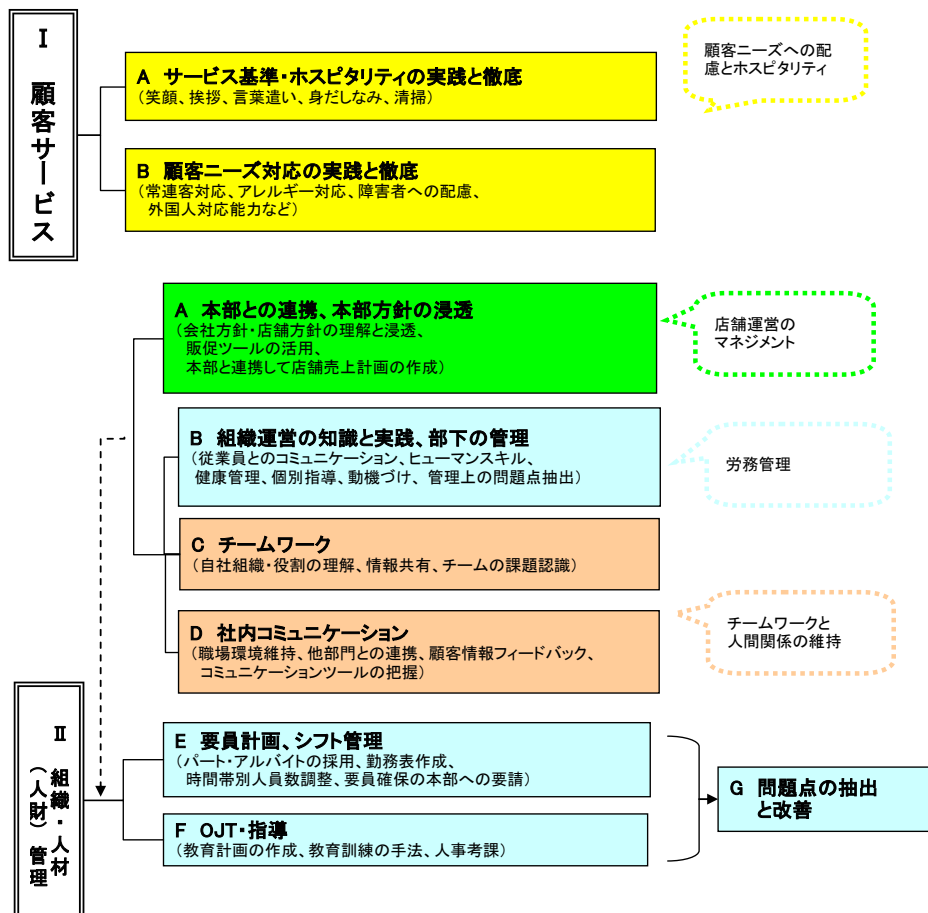 Ⅰ 顧客サービス
A サービス基準・ホスピタリティの実践と徹底
(笑顔、挨拶、言葉遣い、身だしなみ、清掃)
顧客ニーズへの配
慮とホスピタリティ
B 顧客ニーズ対応の実践と徹底
(常連客対応、アレルギー対応、障害者への配慮、
外国人対応能力など)
A 本部との連携、本部方針の浸透
(会社方針・店舗方針の理解と浸透、
販促ツールの活用、
本部と連携して店舗売上計画の作成)
店舗運営の
マネジメント
B 組織運営の知識と実践、部下の管理
(従業員とのコミュニケーション、ヒューマンスキル、
健康管理、個別指導、動機づけ、管理上の問題点抽出)
労務管理
C チームワーク
(自社組織・役割の理解、情報共有、チームの課題認識)
D 社内コミュニケーション
(職場環境維持、他部門との連携、顧客情報フィードバック、
コミュニケーションツールの把握)
チームワークと
人間関係の維持
Ⅱ 組織・人材
(人財)管理
E 要員計画、シフト管理
(パート・アルバイトの採用、勤務表作成、
時間帯別人員数調整、要員確保の本部への要請)
F OJT・指導
(教育計画の作成、教育訓練の手法、人事考課)
G 問題点の抽出
と改善